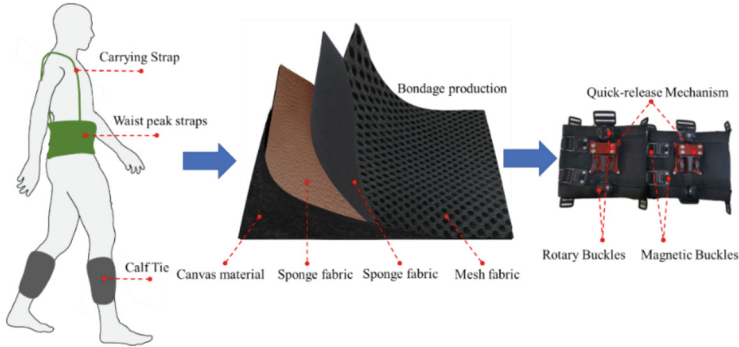 Carrying Strap
Waist peak straps
Calf Tie
Bondage production
Canvas material
Sponge fabric
Sponge fabric
Mesh fabric
Quick-release Mechanism
Rotary Buckles
Magnetic Buckles